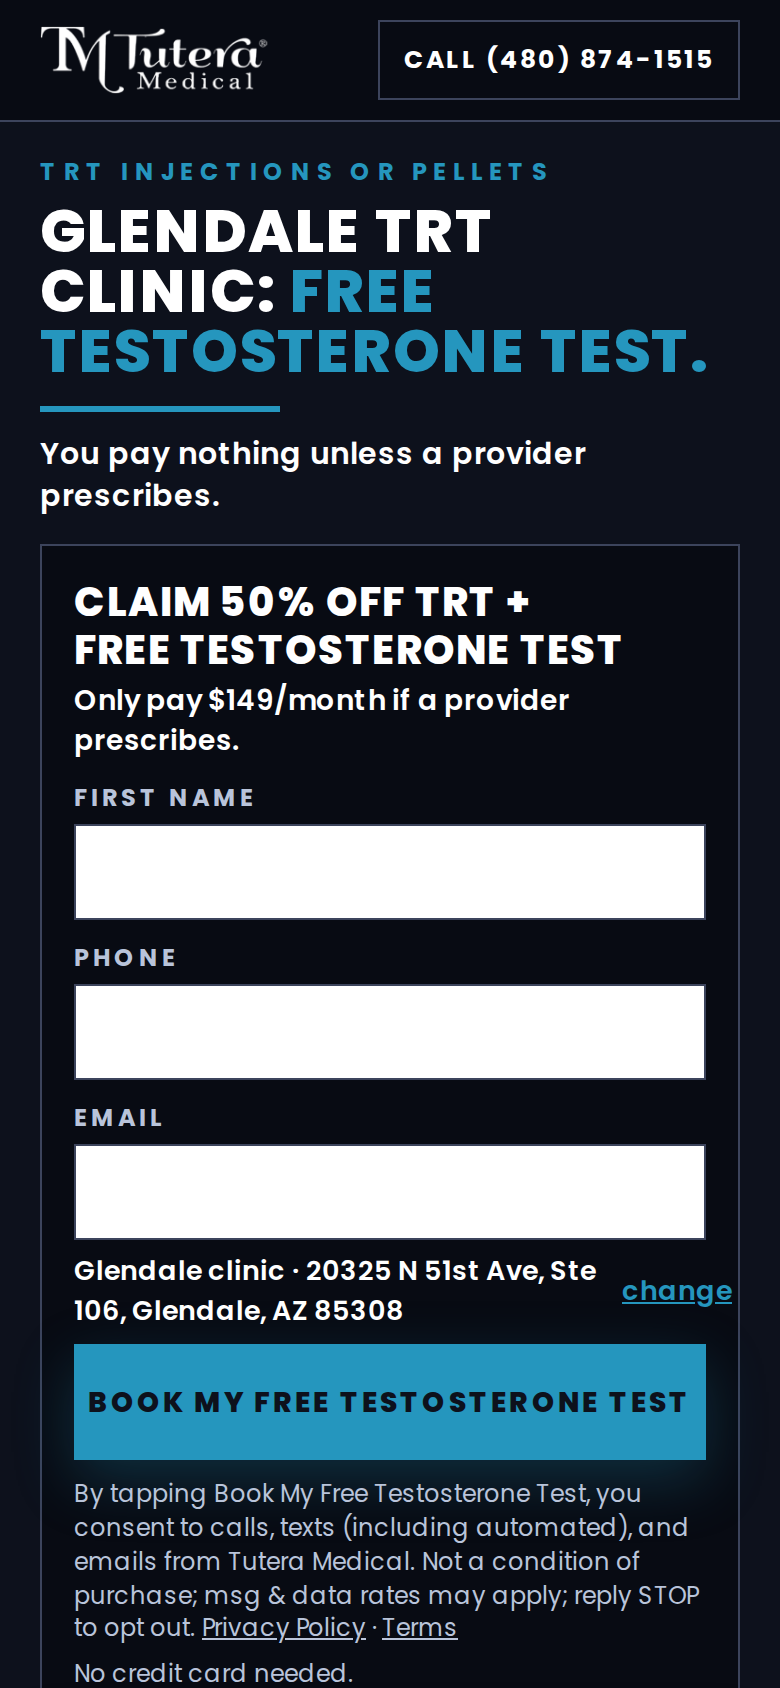 TM Tutera®
Medical
CALL (480) 874-1515
TRT INJECTIONS OR PELLETS
GLENDALE TRT
CLINIC: FREE
TESTOSTERONE TEST.
You pay nothing unless a provider
prescribes.
CLAIM 50% OFF TRT +
FREE TESTOSTERONE TEST
Only pay $149/month if a provider
prescribes.
FIRST NAME
PHONE
EMAIL
Glendale clinic · 20325 N 51st Ave, Ste
106, Glendale, AZ 85308
change
BOOK MY FREE TESTOSTERONE TEST
By tapping Book My Free Testosterone Test, you
consent to calls, texts (including automated), and
emails from Tutera Medical. Not a condition of
purchase; msg & data rates may apply; reply STOP
to opt out. Privacy Policy · Terms
No credit card needed.